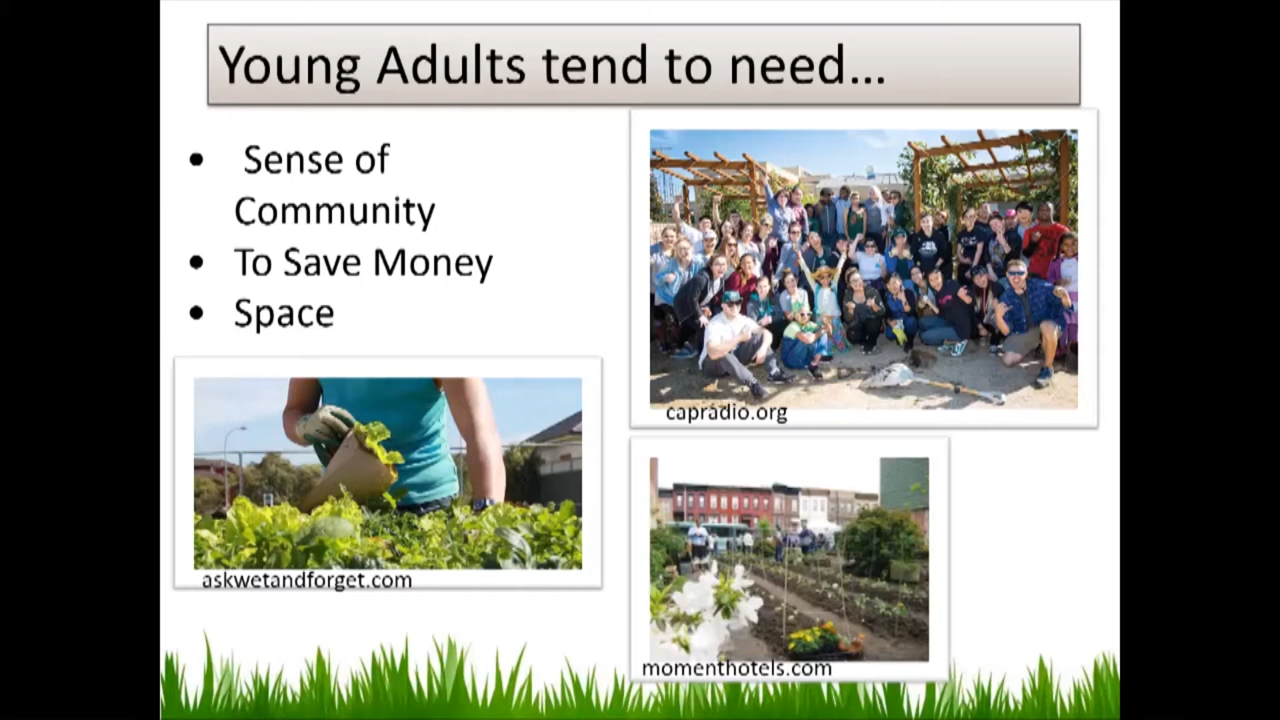 Young Adults tend to need...
• Sense of
Community
• To Save Money
• Space
capradio.org
askwetandforget.com
momenthotels.com